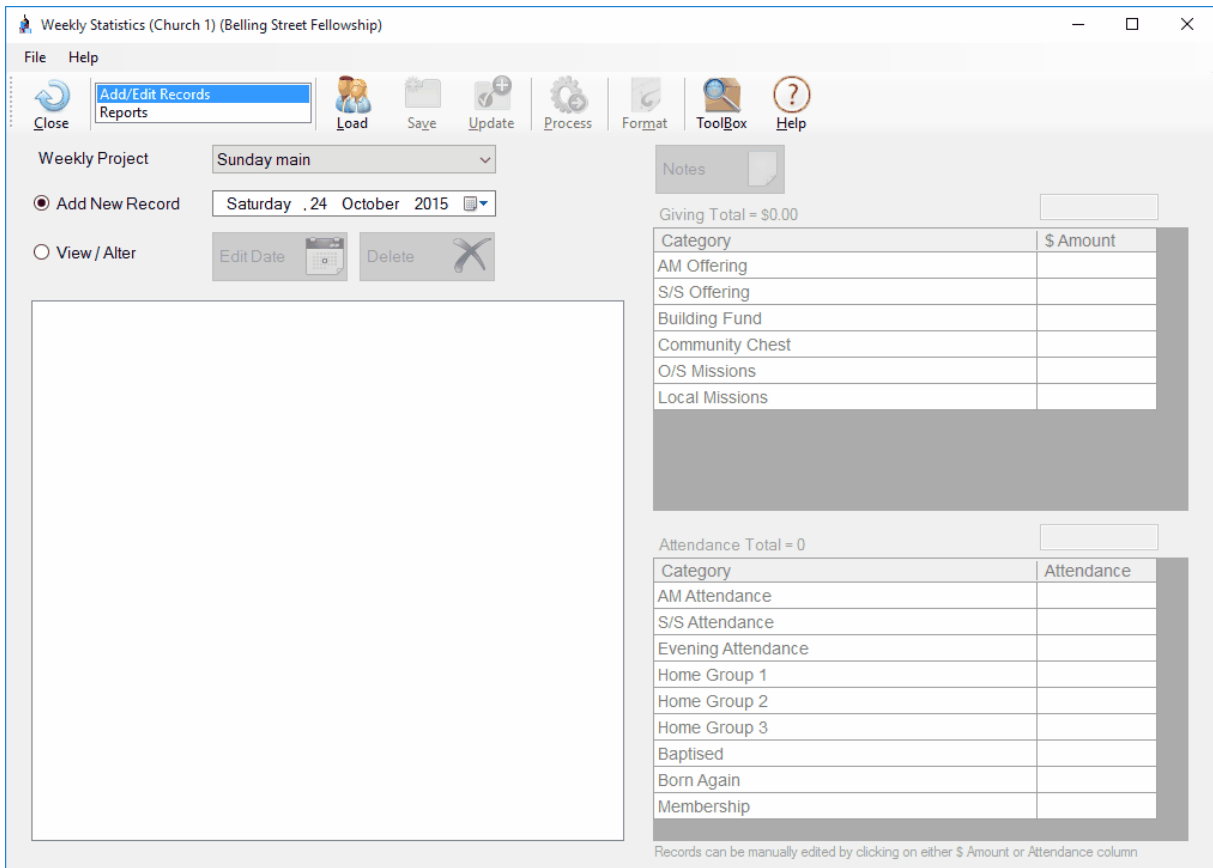 Weekly Statistics (Church 1) (Belling Street Fellowship)
File Help
Close
Add/Edit Records
Reports
Load Save Update Process Format ToolBox Help
Weekly Project Sunday main
Add New Record Saturday , 24 October 2015
View / Alter Edit Date Delete
Notes
Giving Total = $0.00
Category $ Amount
AM Offering
S/S Offering
Building Fund
Community Chest
O/S Missions
Local Missions
Attendance Total = 0
Category Attendance
AM Attendance
S/S Attendance
Evening Attendance
Home Group 1
Home Group 2
Home Group 3
Baptised
Born Again
Membership
Records can be manually edited by clicking on either $ Amount or Attendance column